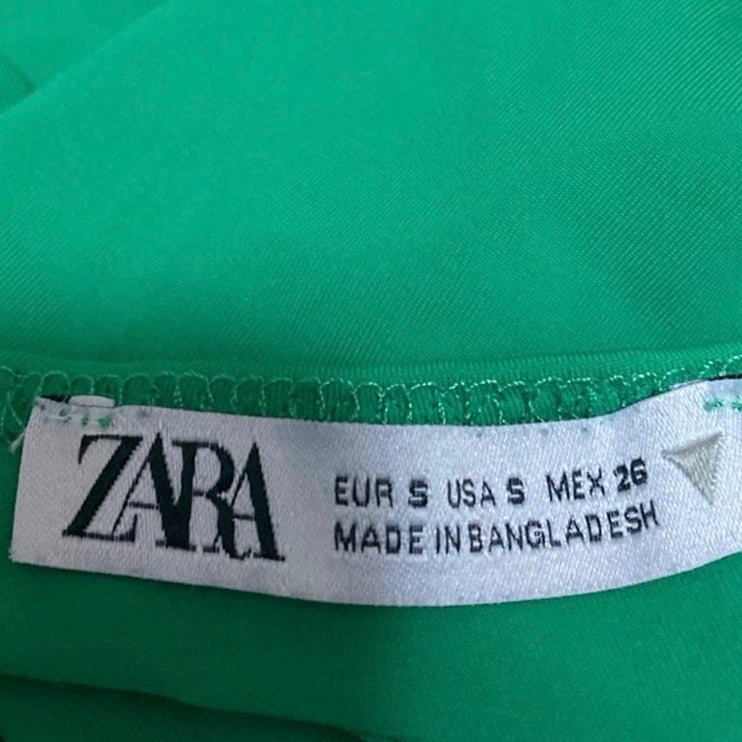 ZARA
EUR S USA S MEX 26
MADE IN BANGLADESH